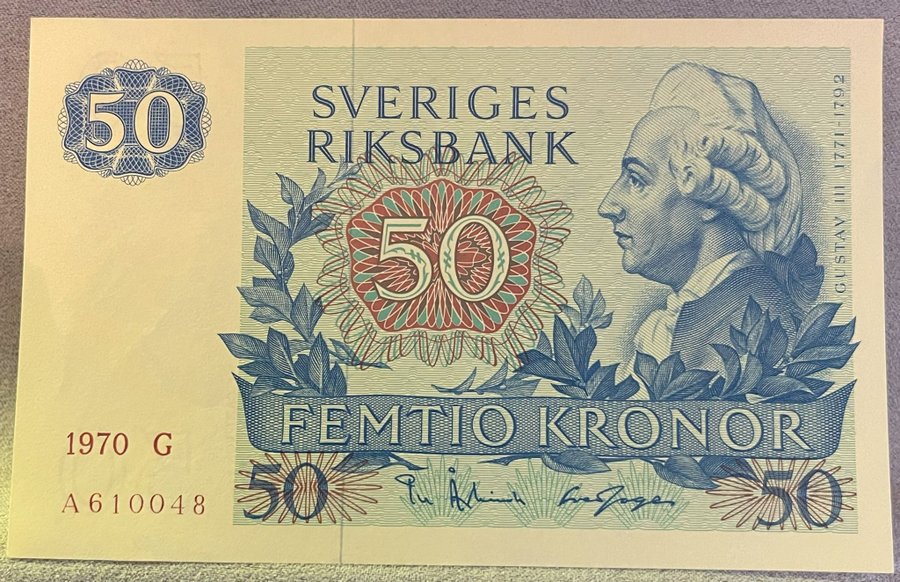 50
SVERIGES
RIKSBANK
50
GUSTAV III 1771-1792
FEMTIO KRONOR
1970 G
A610048
50
50